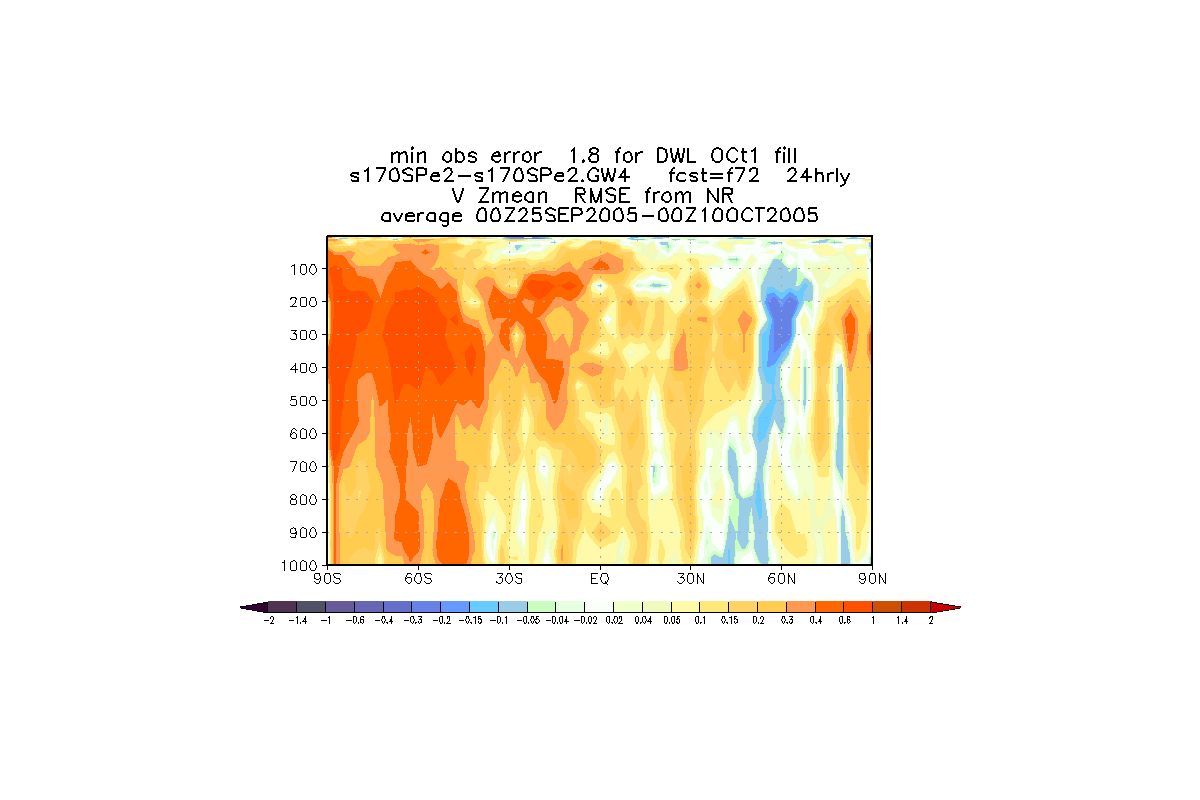 min obs error 1.8 for DWL OCt1 fill
s170SPe2-s170SPe2.GW4 fcst=f72 24hrly
V Zmean RMSE from NR
average 00Z25SEP2005-00Z10OCT2005
100
200
300
400
500
600
700
800
900
1000
90S 60S 30S EQ 30N 60N 90N
-2 -1.4 -1 -0.6 -0.4 -0.3 -0.2 -0.15 -0.1 -0.05 -0.04 -0.02 0.02 0.04 0.05 0.1 0.15 0.2 0.3 0.4 0.6 1 1.4 2